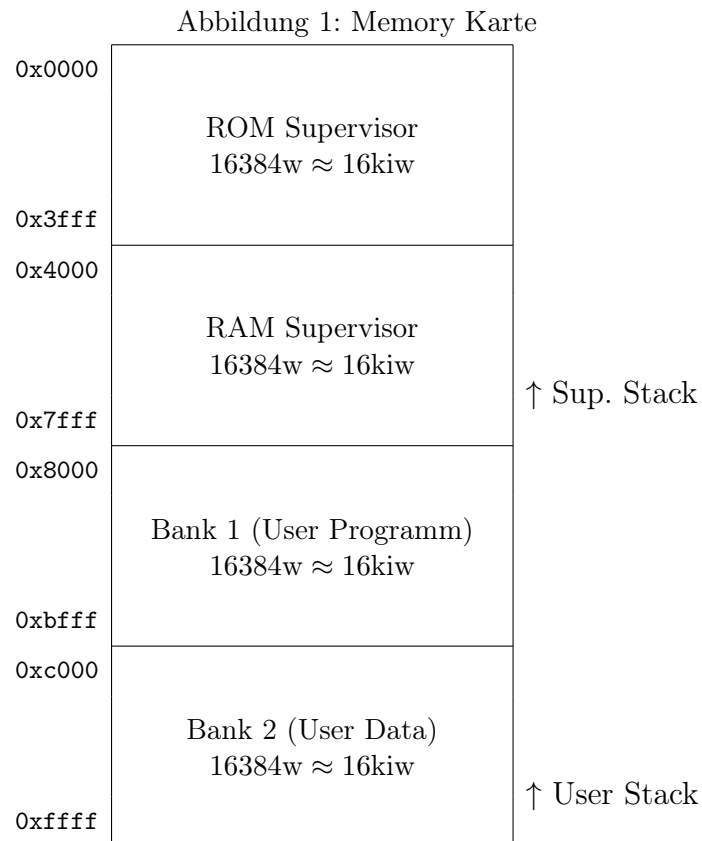 Abbildung 1: Memory Karte
0x0000
ROM Supervisor
16384w ≈ 16kiw
0x3fff
0x4000
RAM Supervisor
16384w ≈ 16kiw
↑ Sup. Stack
0x7fff
0x8000
Bank 1 (User Programm)
16384w ≈ 16kiw
0xbfff
0xc000
Bank 2 (User Data)
16384w ≈ 16kiw
↑ User Stack
0xffff